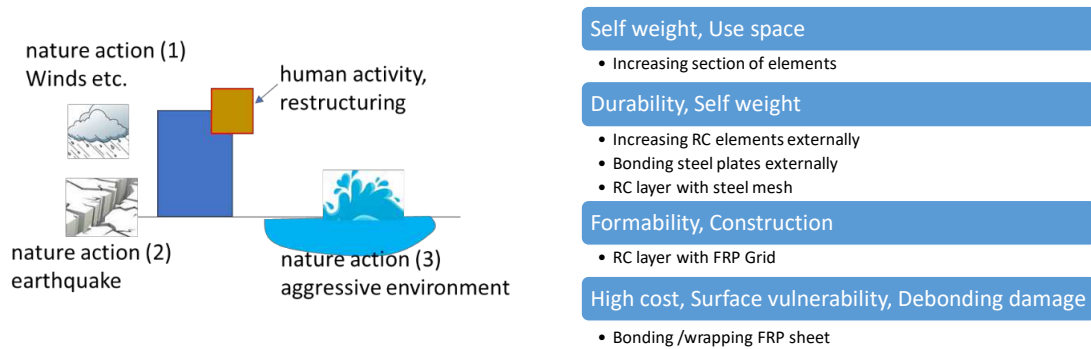 nature action (1)
Winds etc.
human activity,
restructuring
nature action (2)
earthquake
nature action (3)
aggressive environment
Self weight, Use space
• Increasing section of elements
Durability, Self weight
• Increasing RC elements externally
• Bonding steel plates externally
• RC layer with steel mesh
Formability, Construction
• RC layer with FRP Grid
High cost, Surface vulnerability, Debonding damage
• Bonding /wrapping FRP sheet